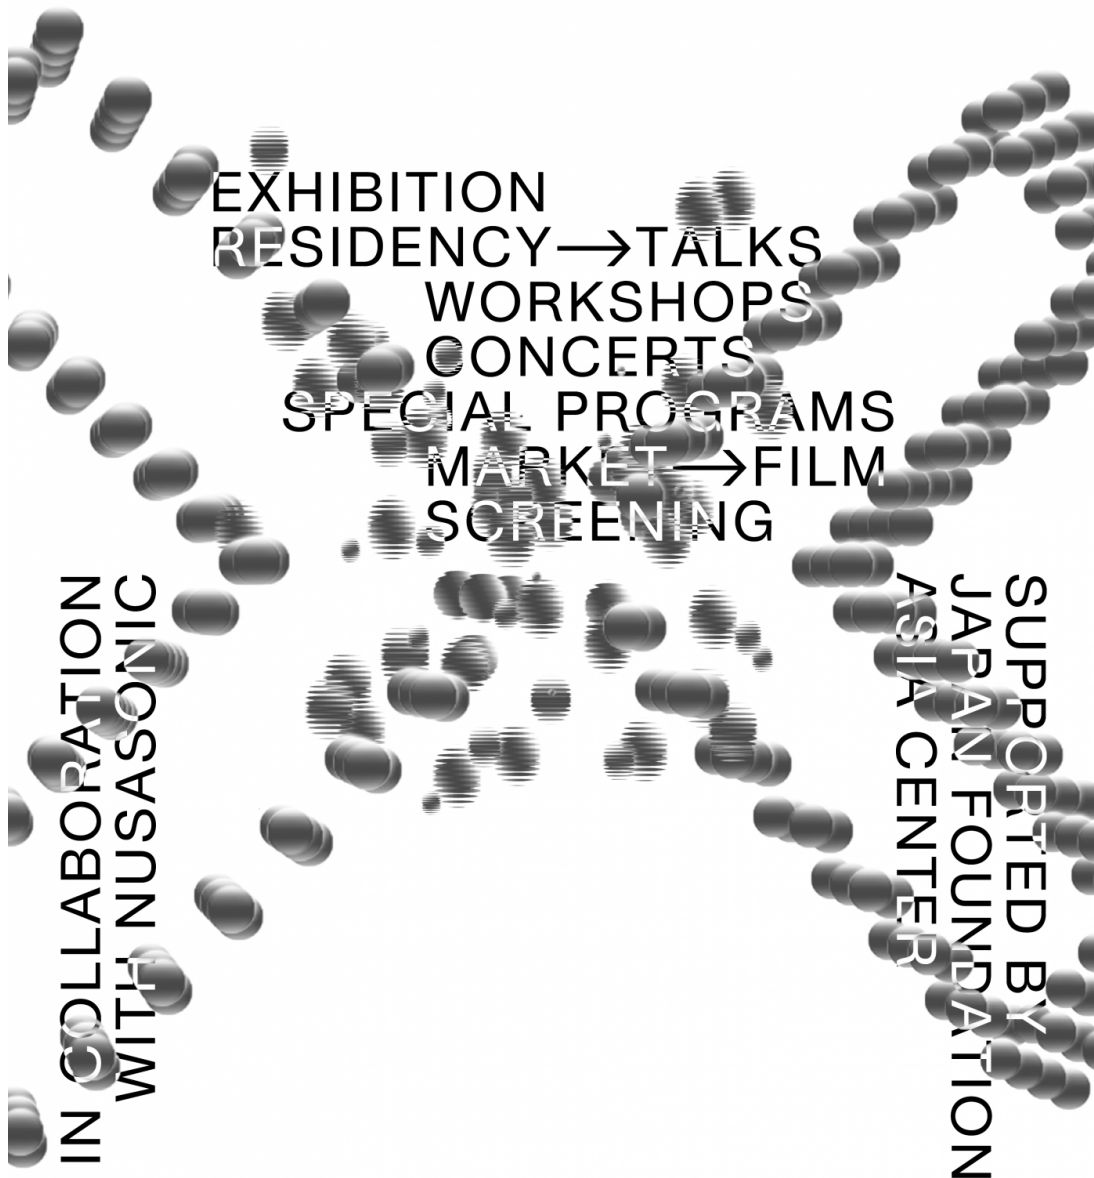 EXHIBITION
RESIDENCY→TALKS
WORKSHOPS
CONCERTS
SPECIAL PROGRAMS
MARKET→FILM
SCREENING
IN COLLABORATION
WITH NUSASONIC
SUPPORTED BY
JAPAN FOUNDATION
ASIA CENTER